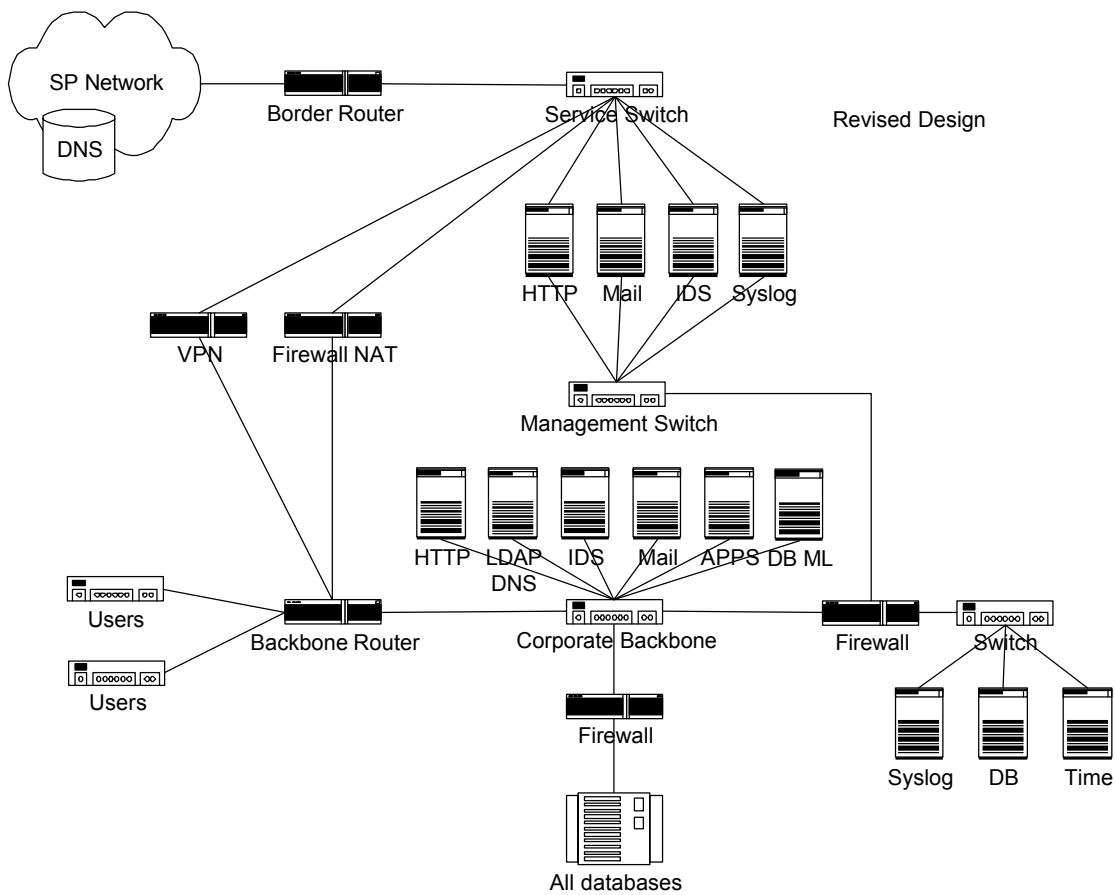 SP Network
DNS
Border Router
Service Switch
Revised Design
HTTP
Mail
IDS
Syslog
VPN
Firewall NAT
Management Switch
HTTP
LDAP
DNS
IDS
Mail
APPS
DB ML
Users
Backbone Router
Corporate Backbone
Firewall
Switch
Users
Firewall
Syslog
DB
Time
All databases